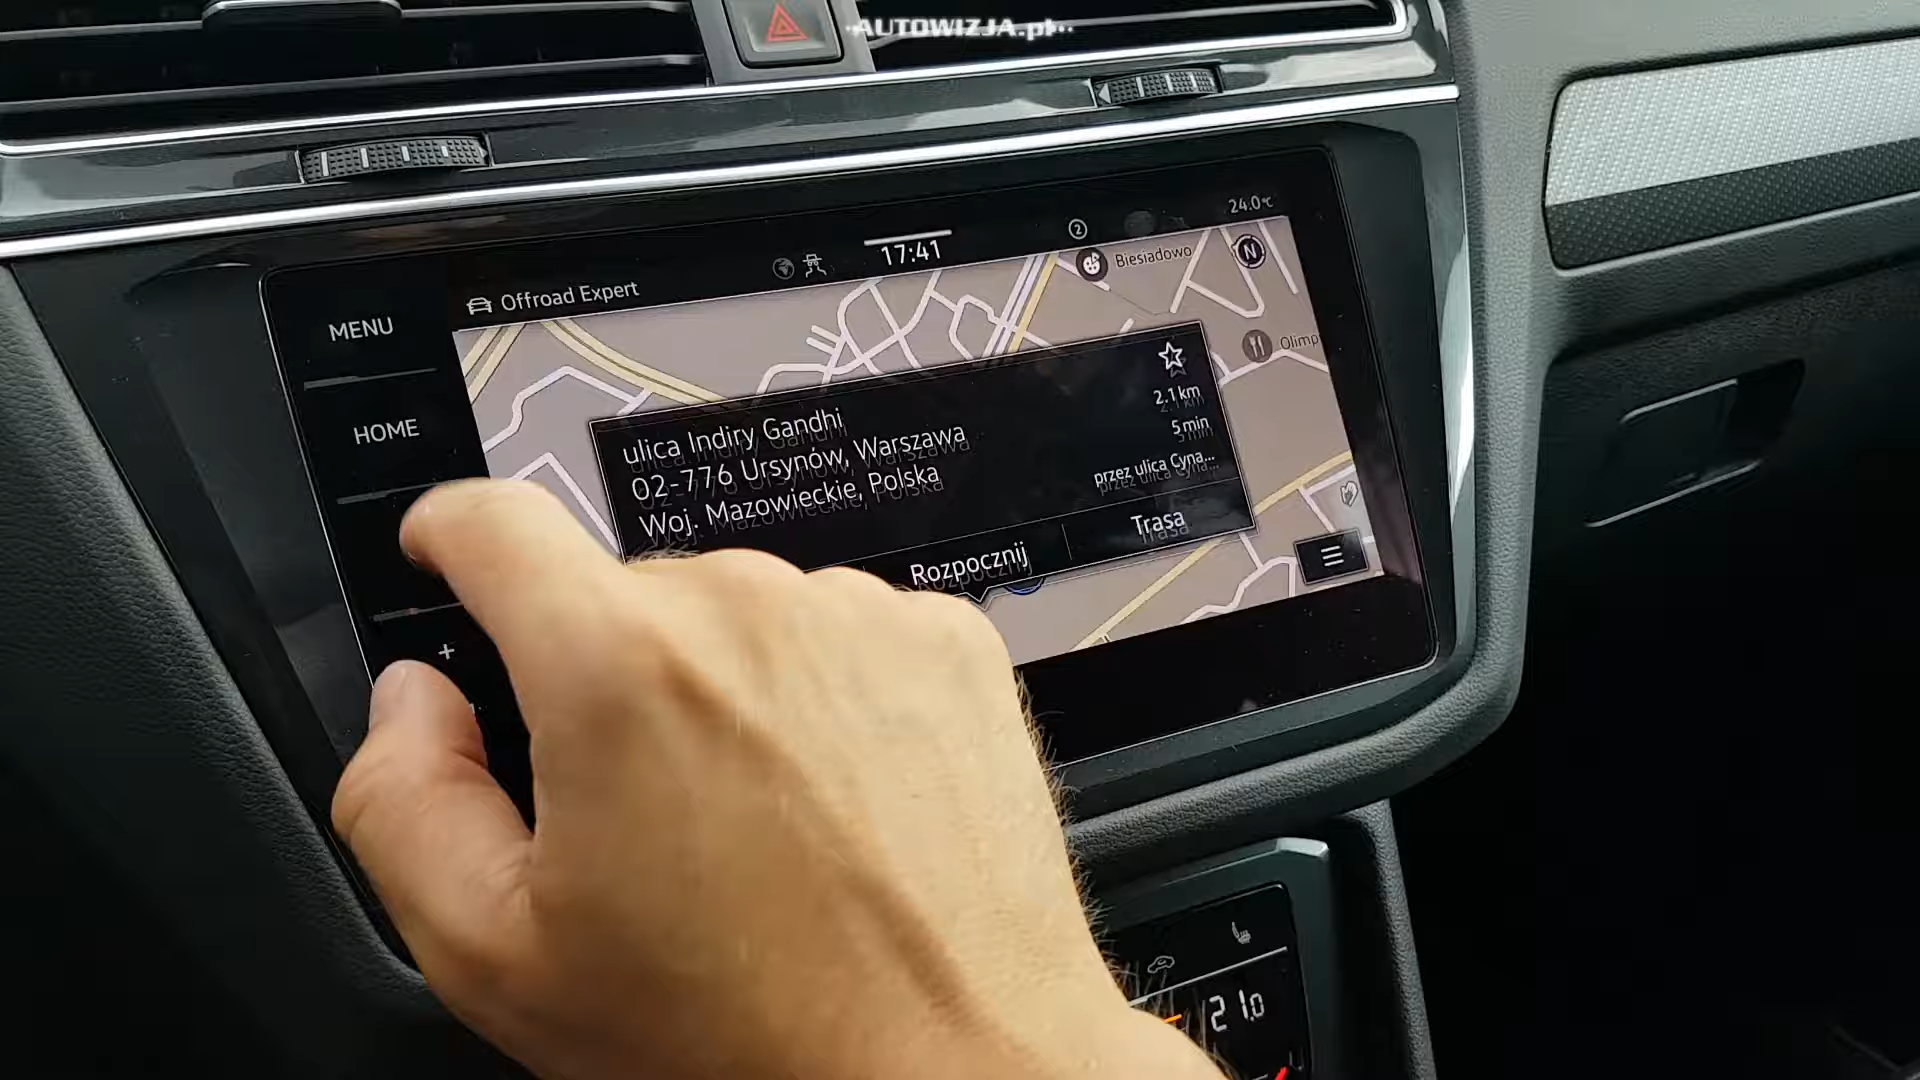 AUTOWIZJA.pl
24.0°C
2
17:41
Biesiadowo
N
Offroad Expert
MENU
Olimp
HOME
2.1 km
ulica Indiry Gandhi
5 min
02-776 Ursynów, Warszawa
przez ulica Cyna...
Woj. Mazowieckie, Polska
Trasa
Rozpocznij
+
21.0